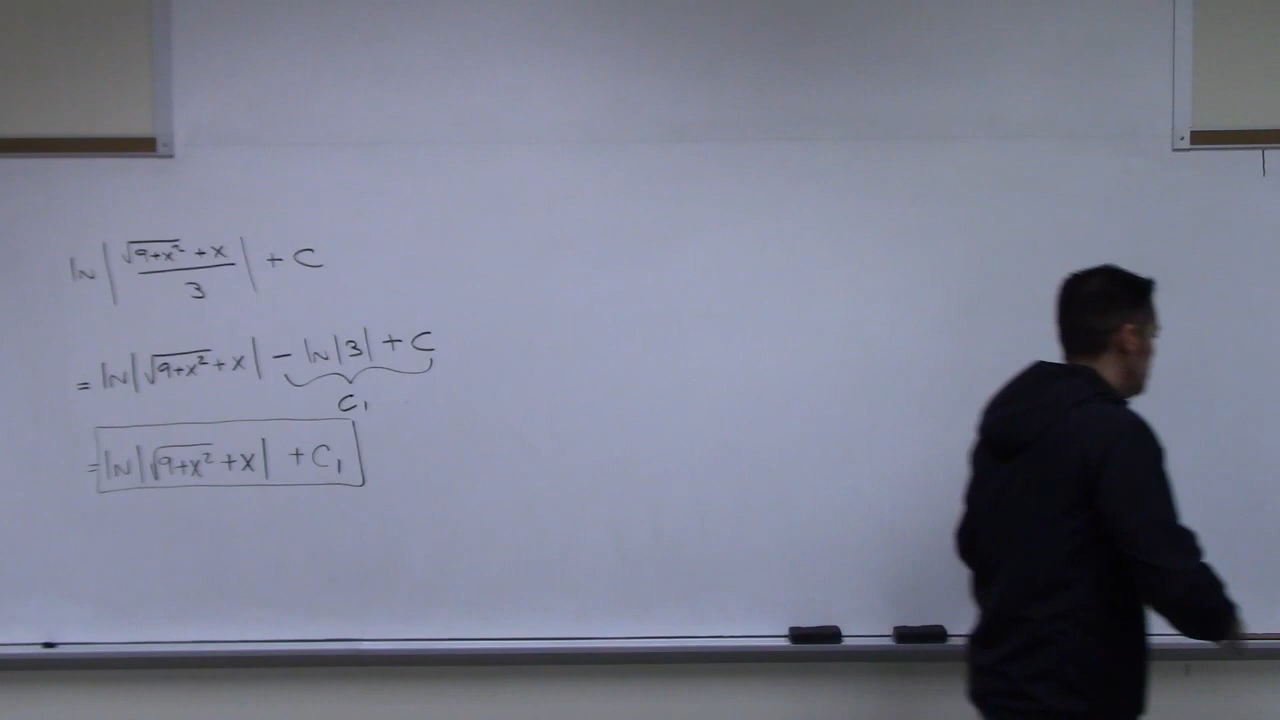 ln |√(9+x²) + x / 3| + C
= ln|√(9+x²) + x| − ln|3| + C
C₁
= ln|√(9+x²) + x| + C₁